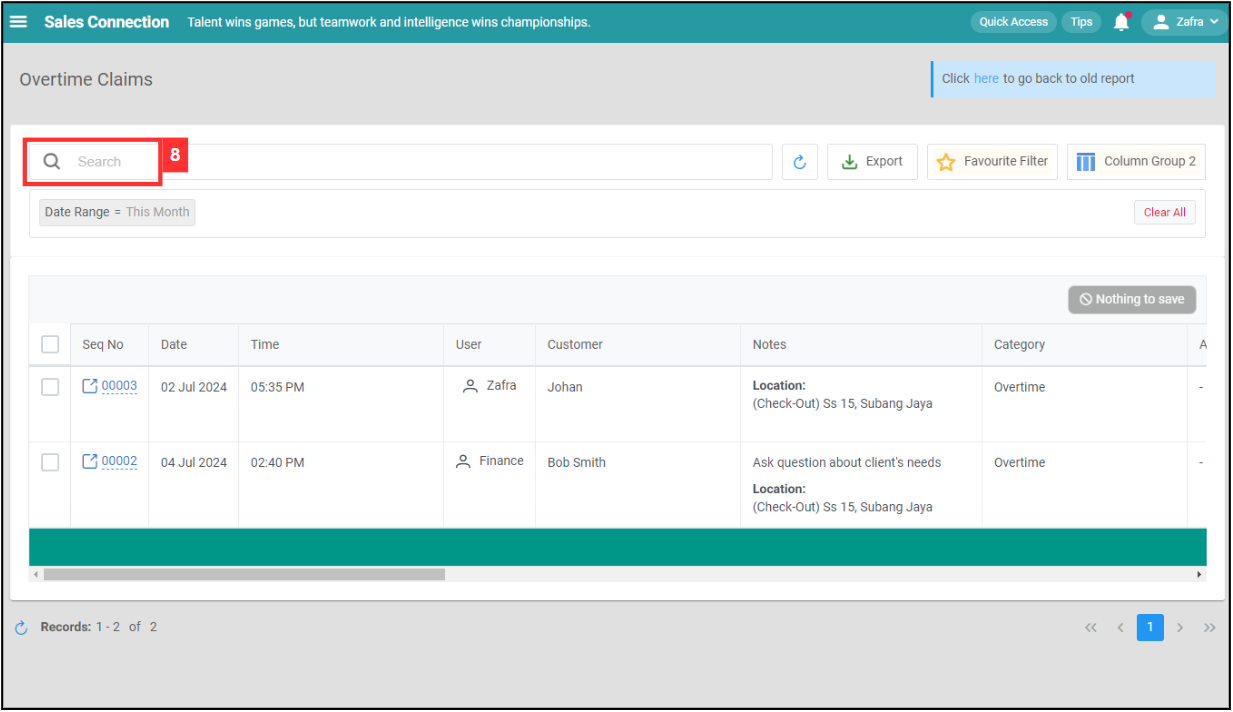 Sales Connection Talent wins games, but teamwork and intelligence wins championships. Quick Access Tips Zafra
Overtime Claims Click here to go back to old report
Search 8 Export Favourite Filter Column Group 2
Date Range = This Month Clear All
Nothing to save
Seq No Date Time User Customer Notes Category A
00003 02 Jul 2024 05:35 PM Zafra Johan Location: Overtime -
(Check-Out) Ss 15, Subang Jaya
00002 04 Jul 2024 02:40 PM Finance Bob Smith Ask question about client's needs Overtime -
Location:
(Check-Out) Ss 15, Subang Jaya
Records: 1 - 2 of 2 << < 1 > >>